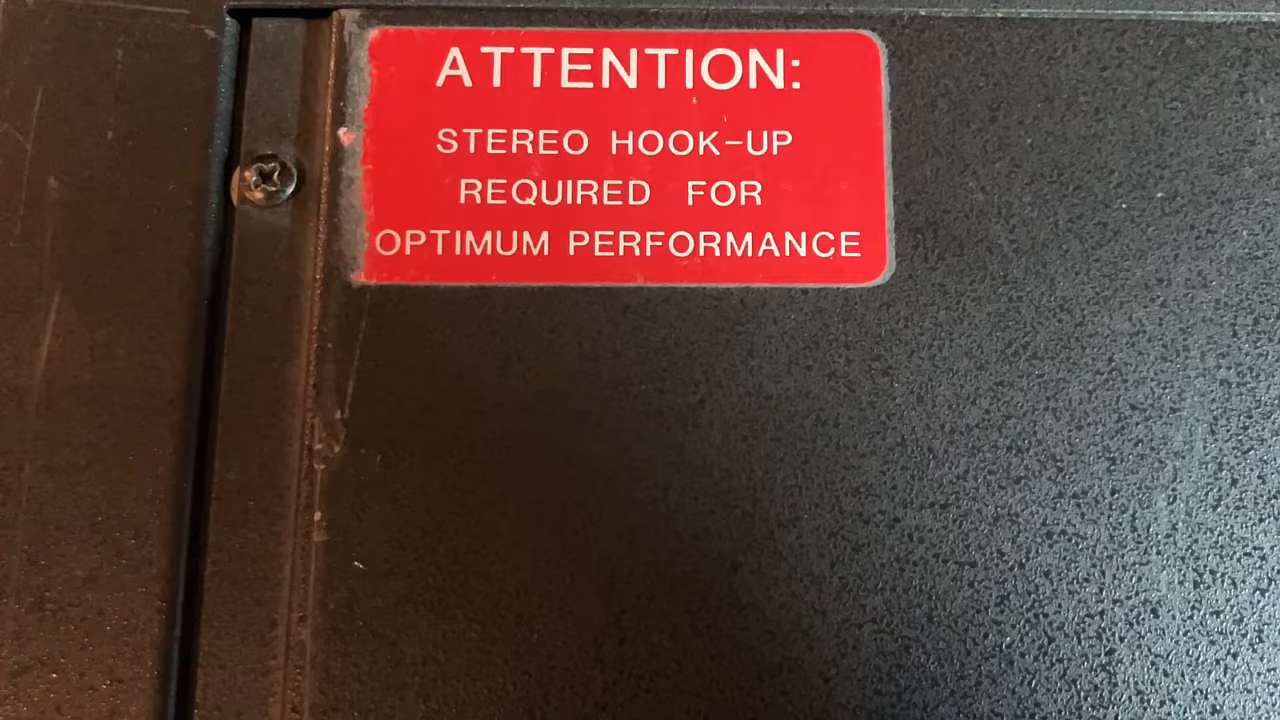 ATTENTION:
STEREO HOOK-UP
REQUIRED FOR
OPTIMUM PERFORMANCE